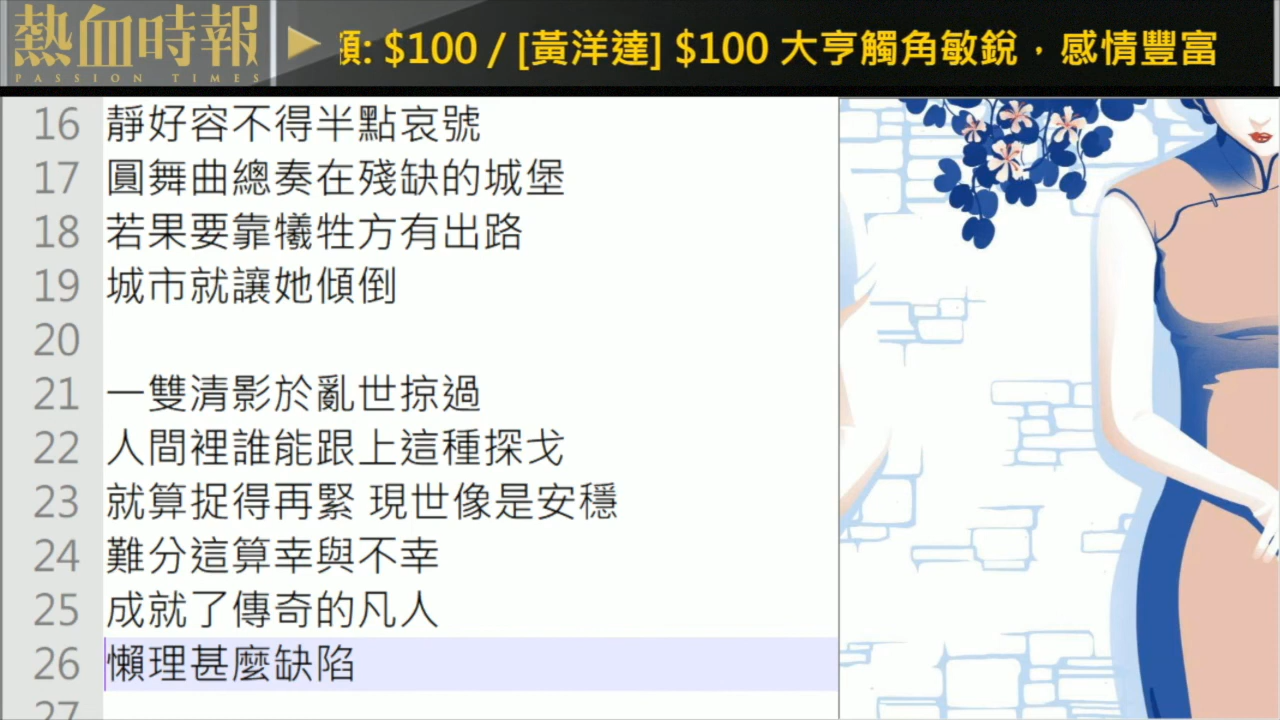 熱血時報
PASSION TIMES
: $100 / [黃洋達] $100 大亨觸角敏銳，感情豐富
16 靜好容不得半點哀號
17 圓舞曲總奏在殘缺的城堡
18 若果要靠犧牲方有出路
19 城市就讓她傾倒
20
21 一雙清影於亂世掠過
22 人間裡誰能跟上這種探戈
23 就算捉得再緊 現世像是安穩
24 難分這算幸與不幸
25 成就了傳奇的凡人
26 懶理甚麼缺陷
27